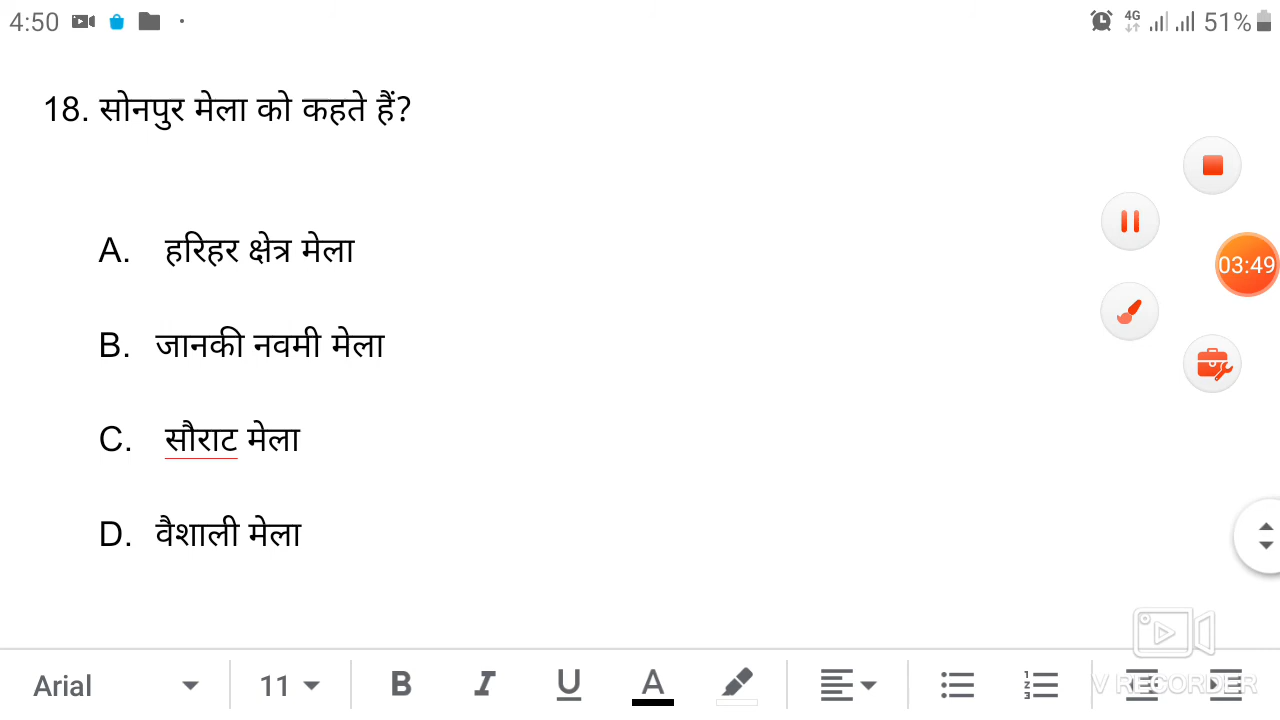 4:50 4G 51%
18. सोनपुर मेला को कहते हैं?
A. हरिहर क्षेत्र मेला
03:49
B. जानकी नवमी मेला
C. सौराट मेला
D. वैशाली मेला
Arial 11 B I U A
V RECORDER